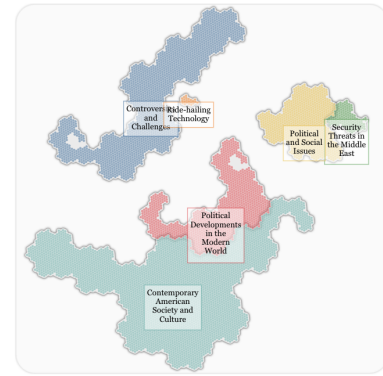 Controversies
and
Challenges
Ride-hailing
Technology
Political
and Social
Issues
Security
Threats in
the Middle
East
Political
Developments
in the
Modern
World
Contemporary
American
Society and
Culture